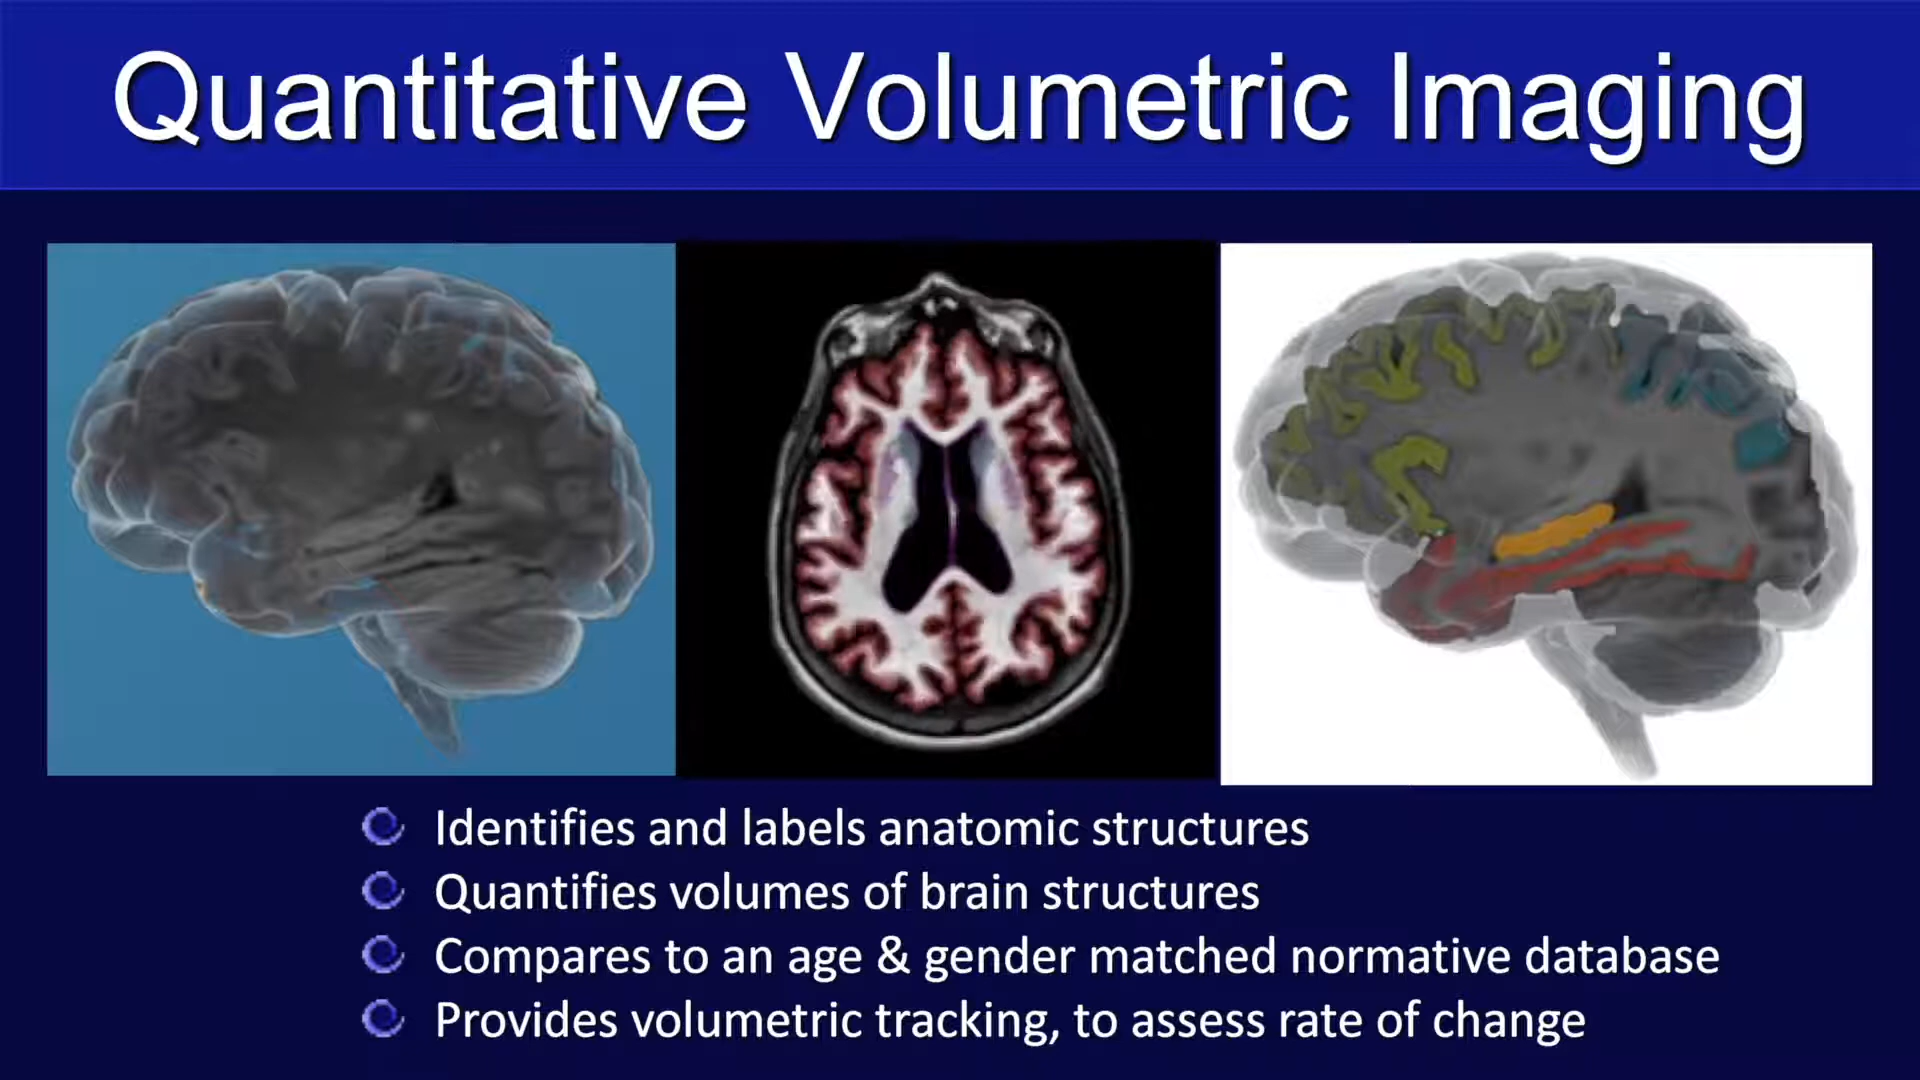 Quantitative Volumetric Imaging
Identifies and labels anatomic structures
Quantifies volumes of brain structures
Compares to an age & gender matched normative database
Provides volumetric tracking, to assess rate of change